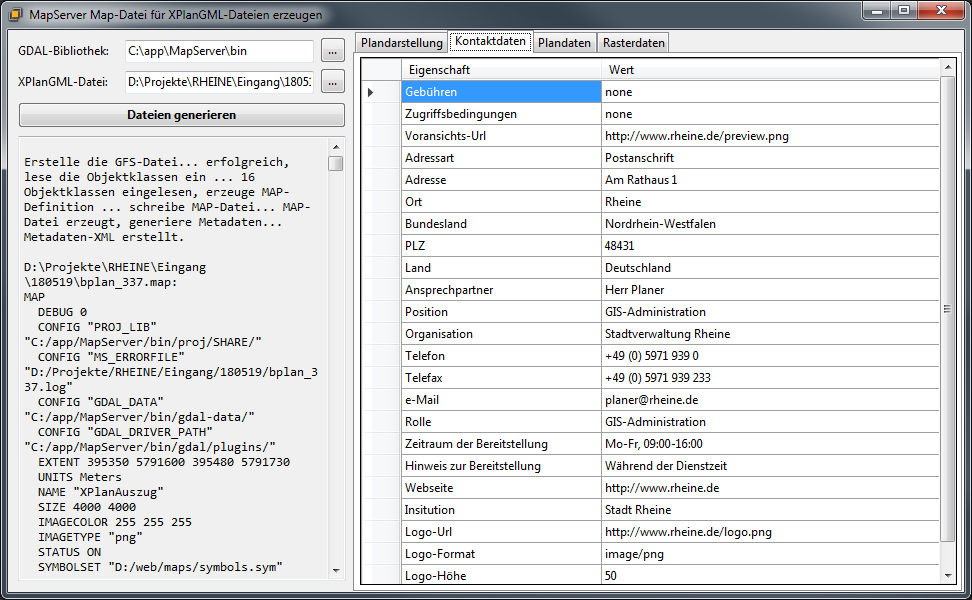 MapServer Map-Datei für XPlanGML-Dateien erzeugen
GDAL-Bibliothek:
C:\app\MapServer\bin
...
XPlanGML-Datei:
D:\Projekte\RHEINE\Eingang\1805
...
Dateien generieren
Erstelle die GFS-Datei... erfolgreich,
lese die Objektklassen ein ... 16
Objektklassen eingelesen, erzeuge MAP-
Definition ... schreibe MAP-Datei... MAP-
Datei erzeugt, generiere Metadaten...
Metadaten-XML erstellt.
D:\Projekte\RHEINE\Eingang
\180519\bplan_337.map:
MAP
DEBUG 0
CONFIG "PROJ_LIB"
"C:/app/MapServer/bin/proj/SHARE/"
CONFIG "MS_ERRORFILE"
"D:/Projekte/RHEINE/Eingang/180519/bplan_3
37.log"
CONFIG "GDAL_DATA"
"C:/app/MapServer/bin/gdal-data/"
CONFIG "GDAL_DRIVER_PATH"
"C:/app/MapServer/bin/gdal/plugins/"
EXTENT 395350 5791600 395480 5791730
UNITS Meters
NAME "XPlanAuszug"
SIZE 4000 4000
IMAGECOLOR 255 255 255
IMAGETYPE "png"
STATUS ON
SYMBOLSET "D:/web/maps/symbols.sym"
Plandarstellung Kontaktdaten Plandaten Rasterdaten
Eigenschaft Wert
Gebühren none
Zugriffsbedingungen none
Voransichts-Url http://www.rheine.de/preview.png
Adressart Postanschrift
Adresse Am Rathaus 1
Ort Rheine
Bundesland Nordrhein-Westfalen
PLZ 48431
Land Deutschland
Ansprechpartner Herr Planer
Position GIS-Administration
Organisation Stadtverwaltung Rheine
Telefon +49 (0) 5971 939 0
Telefax +49 (0) 5971 939 233
e-Mail planer@rheine.de
Rolle GIS-Administration
Zeitraum der Bereitstellung Mo-Fr, 09:00-16:00
Hinweis zur Bereitstellung Während der Dienstzeit
Webseite http://www.rheine.de
Insitution Stadt Rheine
Logo-Url http://www.rheine.de/logo.png
Logo-Format image/png
Logo-Höhe 50